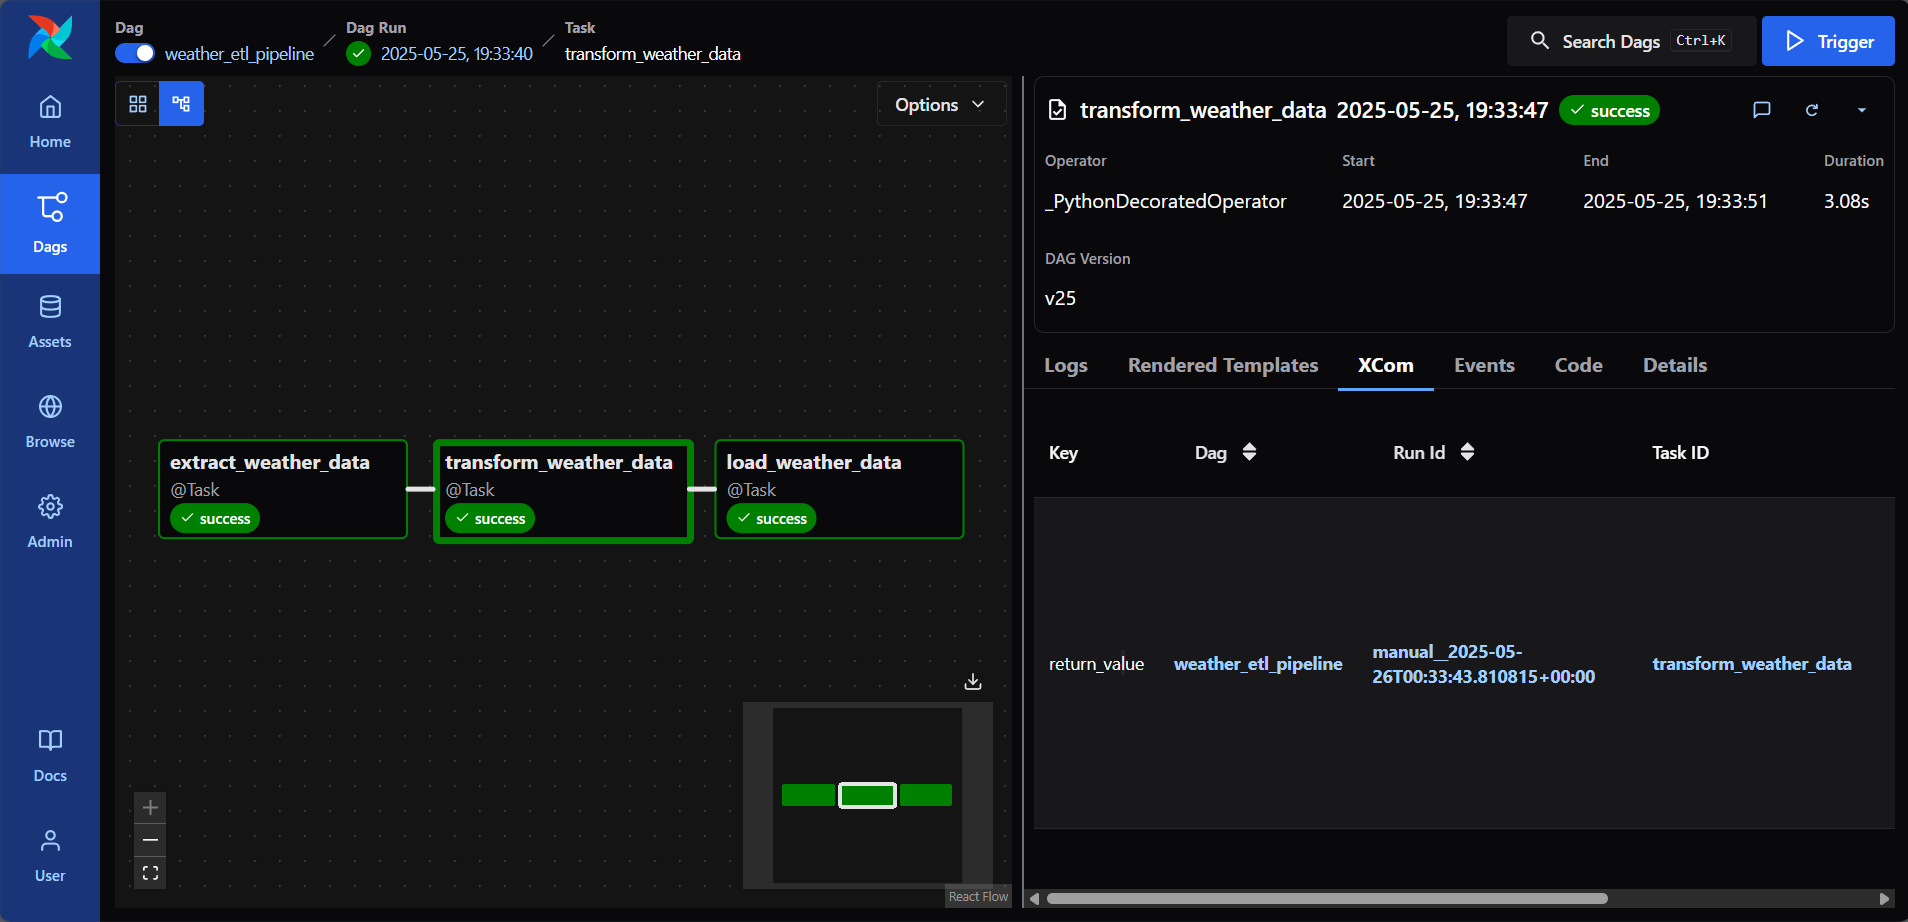 Dag
weather_etl_pipeline
Dag Run
2025-05-25, 19:33:40
Task
transform_weather_data
Search Dags
Ctrl+K
Trigger
Home
Dags
Assets
Browse
Admin
Docs
User
Options
extract_weather_data
@Task
success
transform_weather_data
@Task
success
load_weather_data
@Task
success
React Flow
transform_weather_data 2025-05-25, 19:33:47 success
Operator Start End Duration
_PythonDecoratedOperator 2025-05-25, 19:33:47 2025-05-25, 19:33:51 3.08s
DAG Version
v25
Logs Rendered Templates XCom Events Code Details
Key Dag Run Id Task ID
return_value
weather_etl_pipeline
manual__2025-05-
26T00:33:43.810815+00:00
transform_weather_data